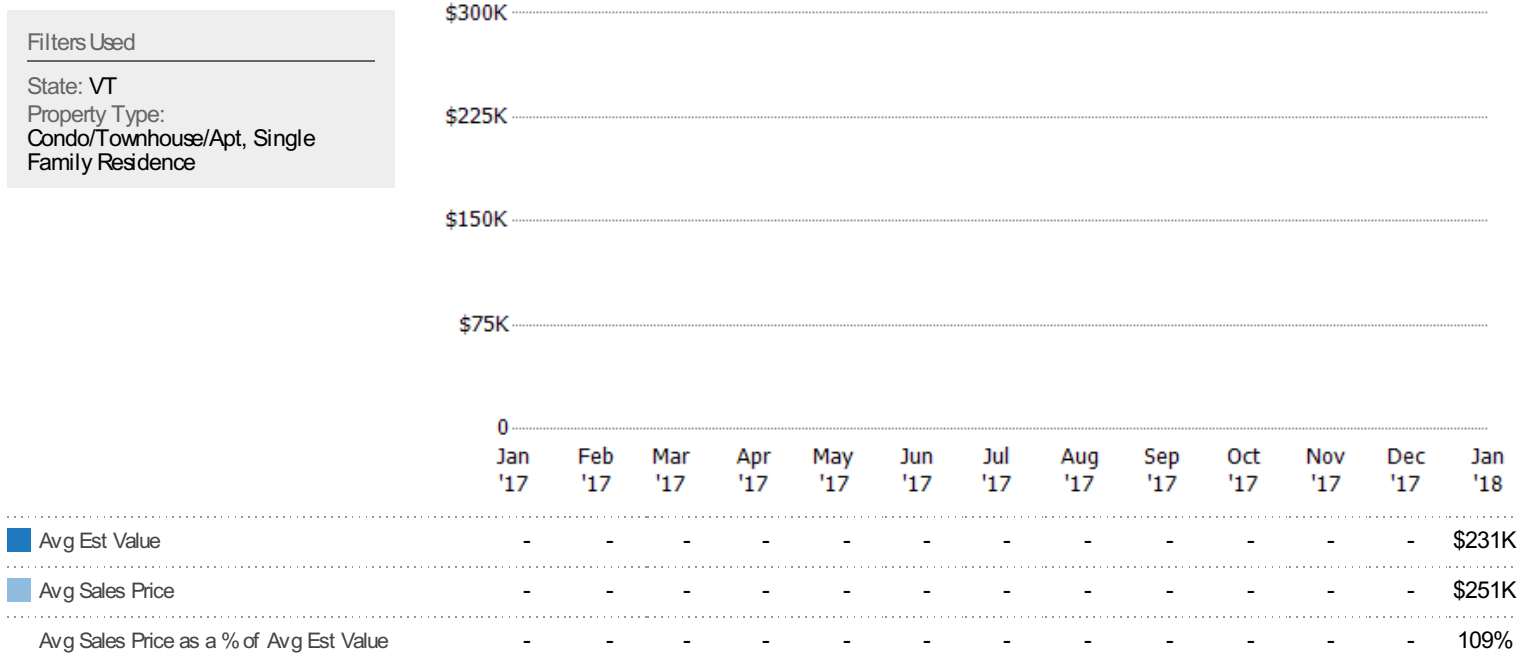 Filters Used
State: VT
Property Type:
Condo/Townhouse/Apt, Single
Family Residence
$300K
$225K
$150K
$75K
0
Jan Feb Mar Apr May Jun Jul Aug Sep Oct Nov Dec Jan
'17 '17 '17 '17 '17 '17 '17 '17 '17 '17 '17 '17 '18
Avg Est Value - - - - - - - - - - - - $231K
Avg Sales Price - - - - - - - - - - - - $251K
Avg Sales Price as a % of Avg Est Value - - - - - - - - - - - - 109%